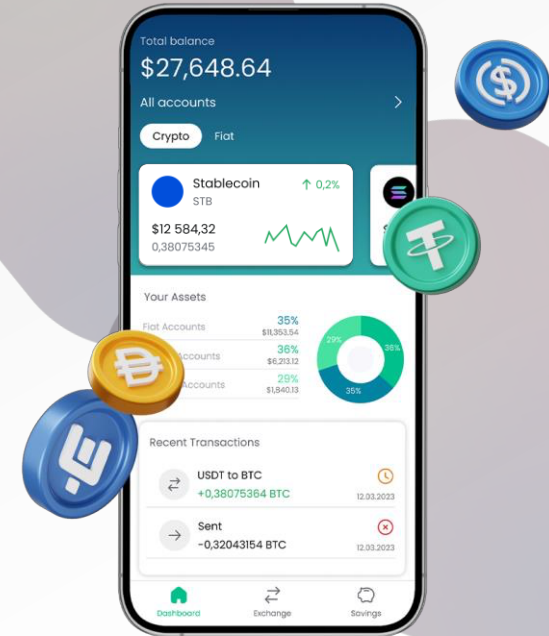 Total balance
$27,648.64
All accounts
Crypto Fiat
Stablecoin ↑ 0,2%
STB
$12 584,32
0,38075345
Your Assets
Fiat Accounts 35%
$11,353.54
Accounts 36%
$6,213.12
Accounts 29%
$1,840.13
29%
36%
35%
Recent Transactions
USDT to BTC
+0,38075364 BTC 12.03.2023
Sent
-0,32043154 BTC 12.03.2023
Dashboard Exchange Savings